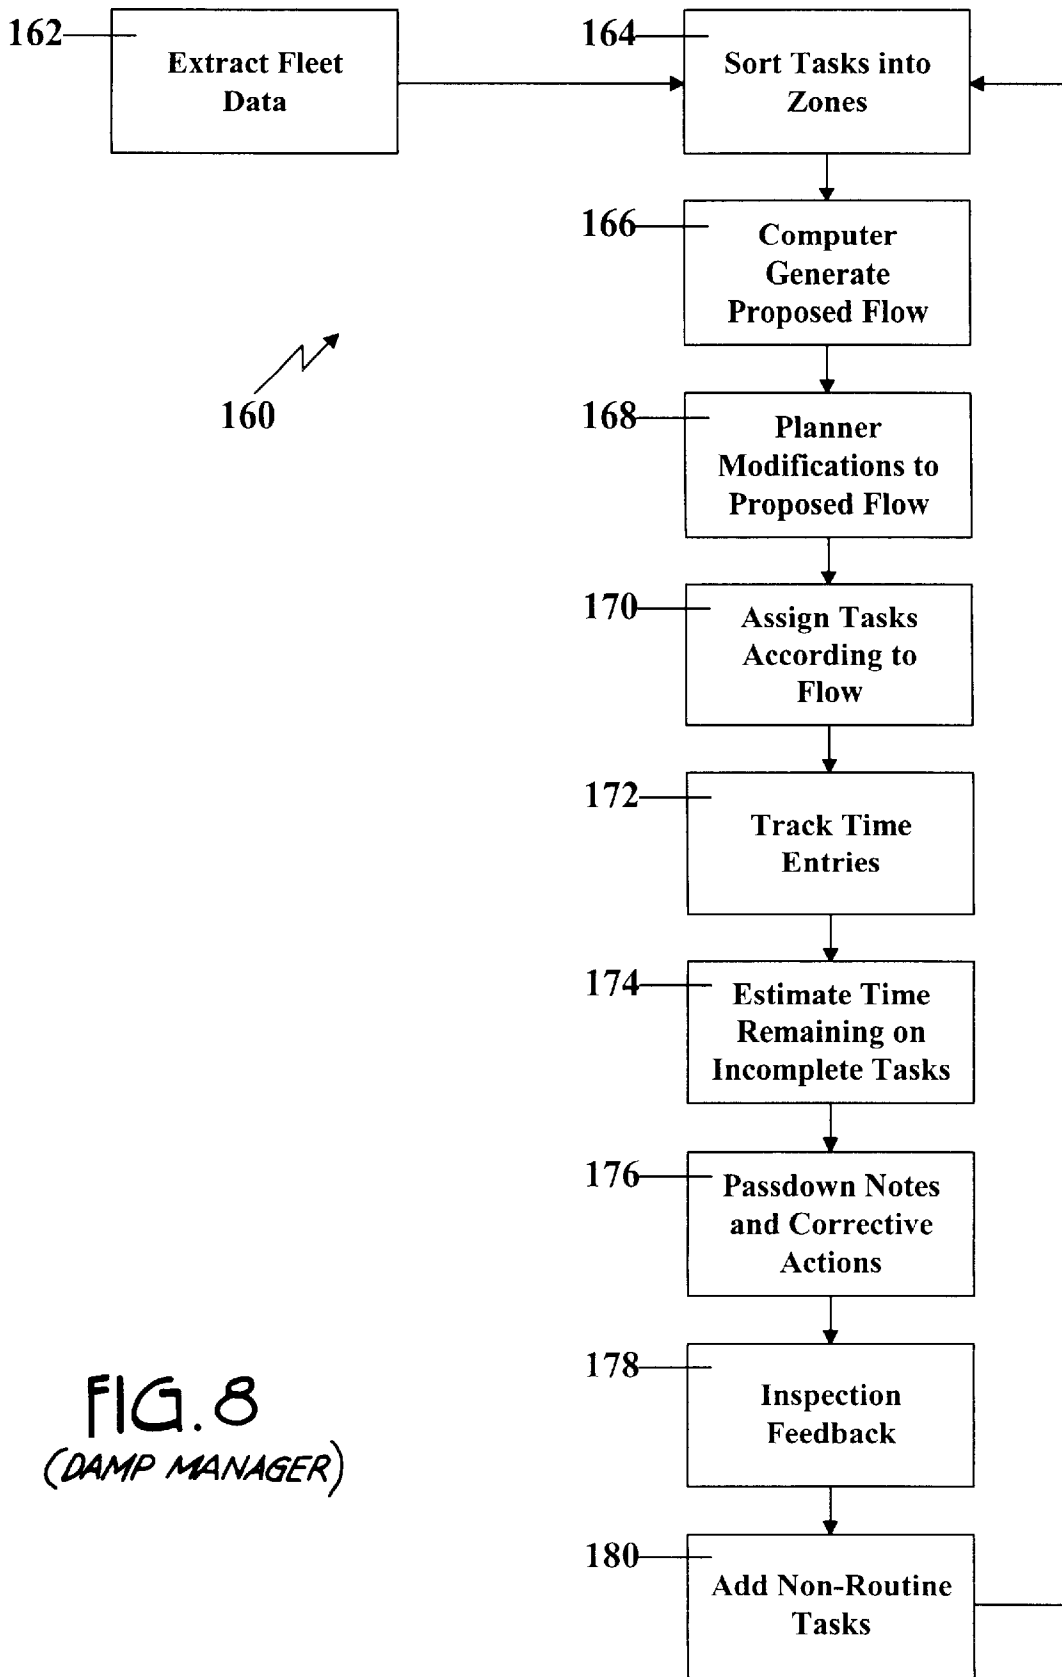 162
Extract Fleet
Data
164
Sort Tasks into
Zones
166
Computer
Generate
Proposed Flow
160
168
Planner
Modifications to
Proposed Flow
170
Assign Tasks
According to
Flow
172
Track Time
Entries
174
Estimate Time
Remaining on
Incomplete Tasks
176
Passdown Notes
and Corrective
Actions
178
Inspection
Feedback
FIG. 8
(DAMP MANAGER)
180
Add Non-Routine
Tasks